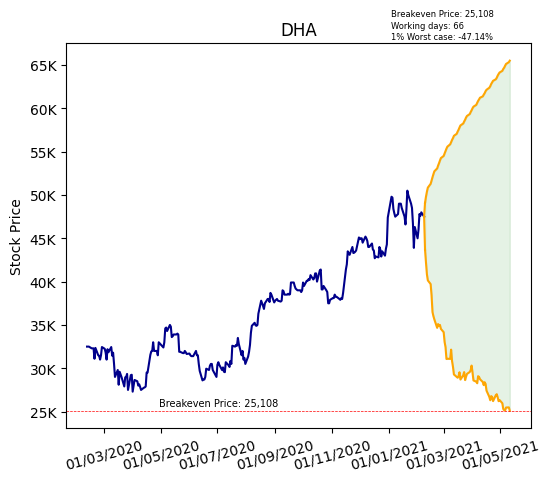 Breakeven Price: 25,108
Working days: 66
1% Worst case: -47.14%
DHA
65K
60K
55K
50K
45K
40K
35K
30K
25K
Stock Price
Breakeven Price: 25,108
01/03/2020
01/05/2020
01/07/2020
01/09/2020
01/11/2020
01/01/2021
01/03/2021
01/05/2021